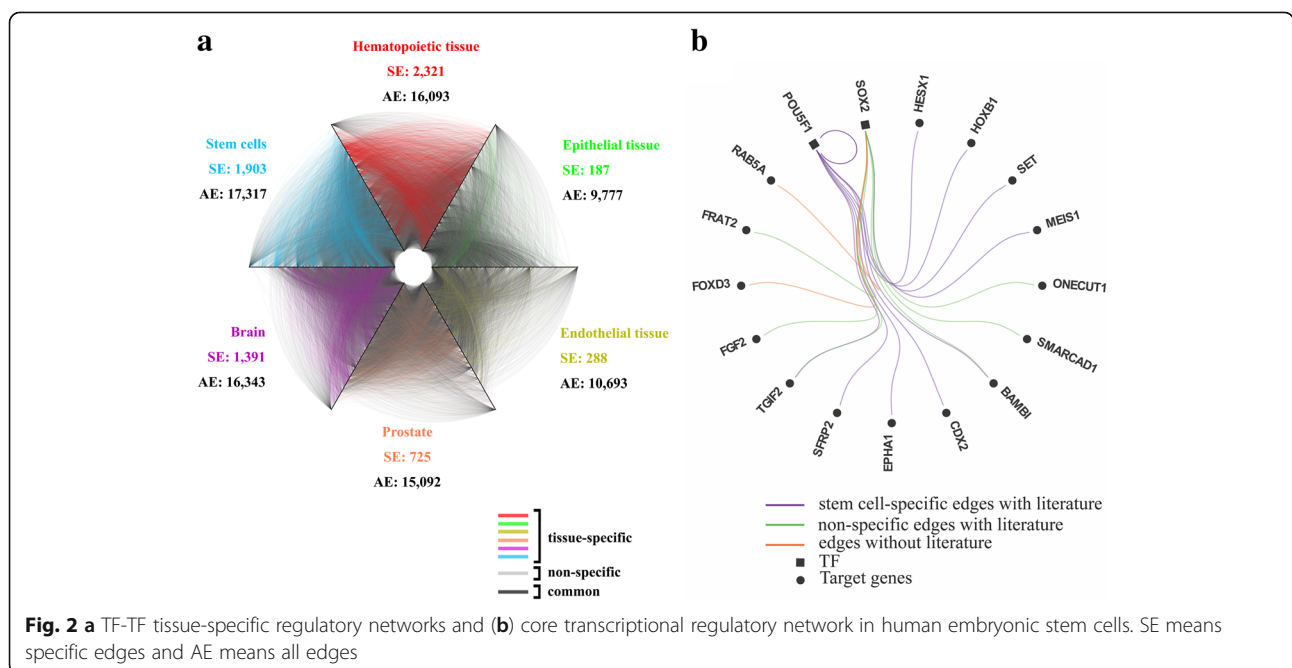 a
Hematopoietic tissue
SE: 2,321
AE: 16,093
Stem cells
SE: 1,903
AE: 17,317
Epithelial tissue
SE: 187
AE: 9,777
Brain
SE: 1,391
AE: 16,343
Endothelial tissue
SE: 288
AE: 10,693
Prostate
SE: 725
AE: 15,092
tissue-specific
non-specific
common
b
POU5F1
SOX2
HESX1
HOXB1
SET
MEIS1
ONECUT1
SMARCAD1
BAMBI
CDX2
EPHA1
SFRP2
TGIF2
FGF2
FOXD3
FRAT2
RAB5A
stem cell-specific edges with literature
non-specific edges with literature
edges without literature
TF
Target genes
Fig. 2 a TF-TF tissue-specific regulatory networks and (b) core transcriptional regulatory network in human embryonic stem cells. SE means
specific edges and AE means all edges